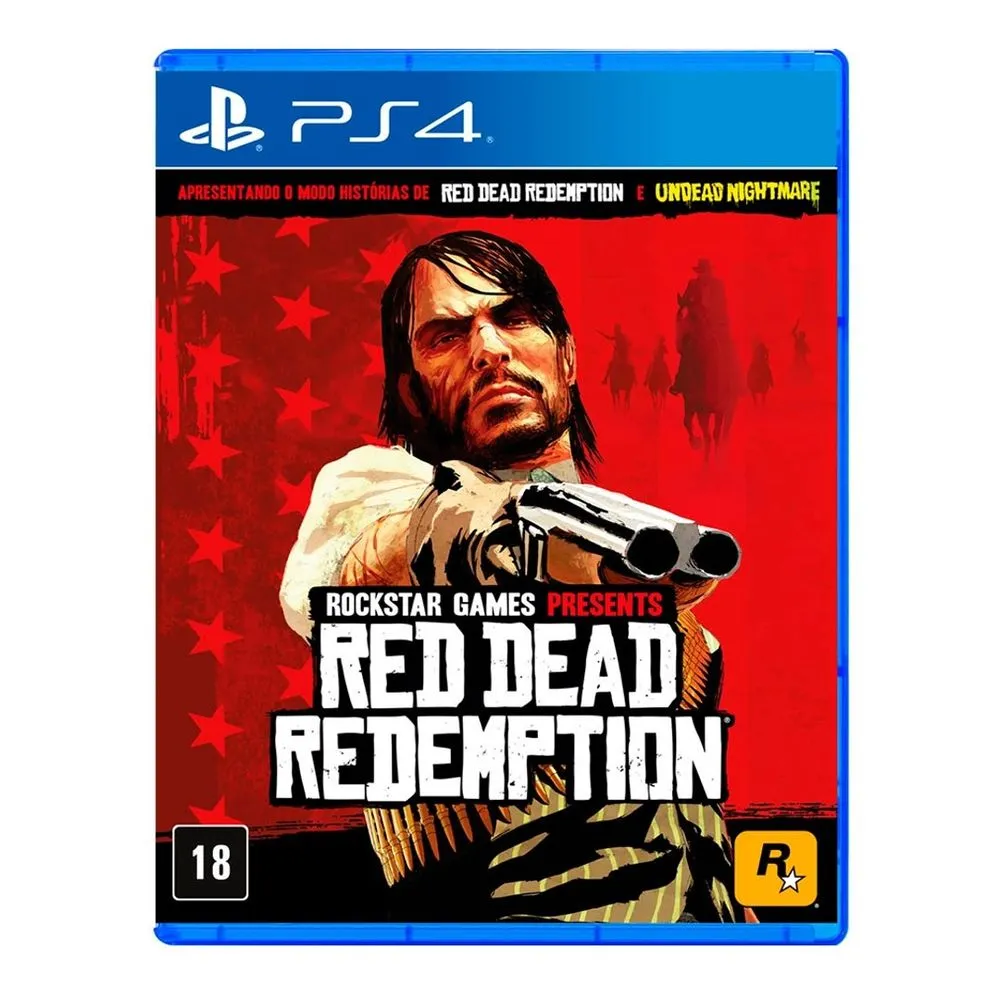 PS4
APRESENTANDO O MODO HISTÓRIAS DE RED DEAD REDEMPTION E UNDEAD NIGHTMARE
ROCKSTAR GAMES PRESENTS
RED DEAD
REDEMPTION
18
R